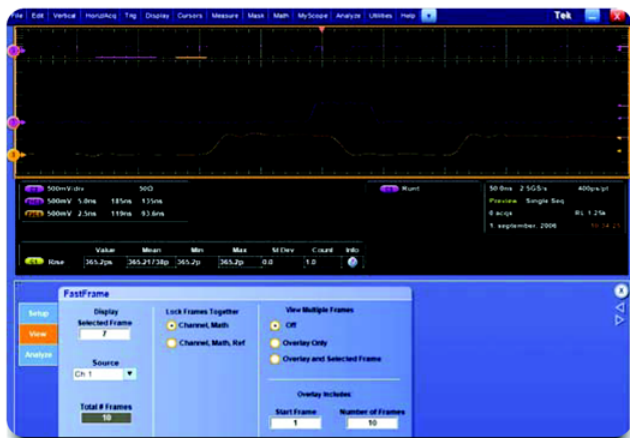 File Edit Vertical Horiz/Acq Trig Display Cursors Measure Mask Math MyScope Analyze Utilities Help Tek
500mV/div 50Ω
500mV 5.0ns 185ns 135ns
500mV 2.5ns 119ns 93.6ns
Runt
50.0ns 2.5GS/s 400ps/pt
Preview Single Seq
0 acqs RL:1.25k
1. september, 2006
Value Mean Min Max St Dev Count Info
C1 Rise 365.2ps 365.21738p 365.2p 365.2p 0.0 1.0
FastFrame
Setup
View
Analyze
Display
Selected Frame
7
Source
Ch 1
Total # Frames
10
Lock Frames Together
Channel, Math
Channel, Math, Ref
View Multiple Frames
Off
Overlay Only
Overlay and Selected Frame
Overlay Includes:
Start Frame Number of Frames
1 10
X